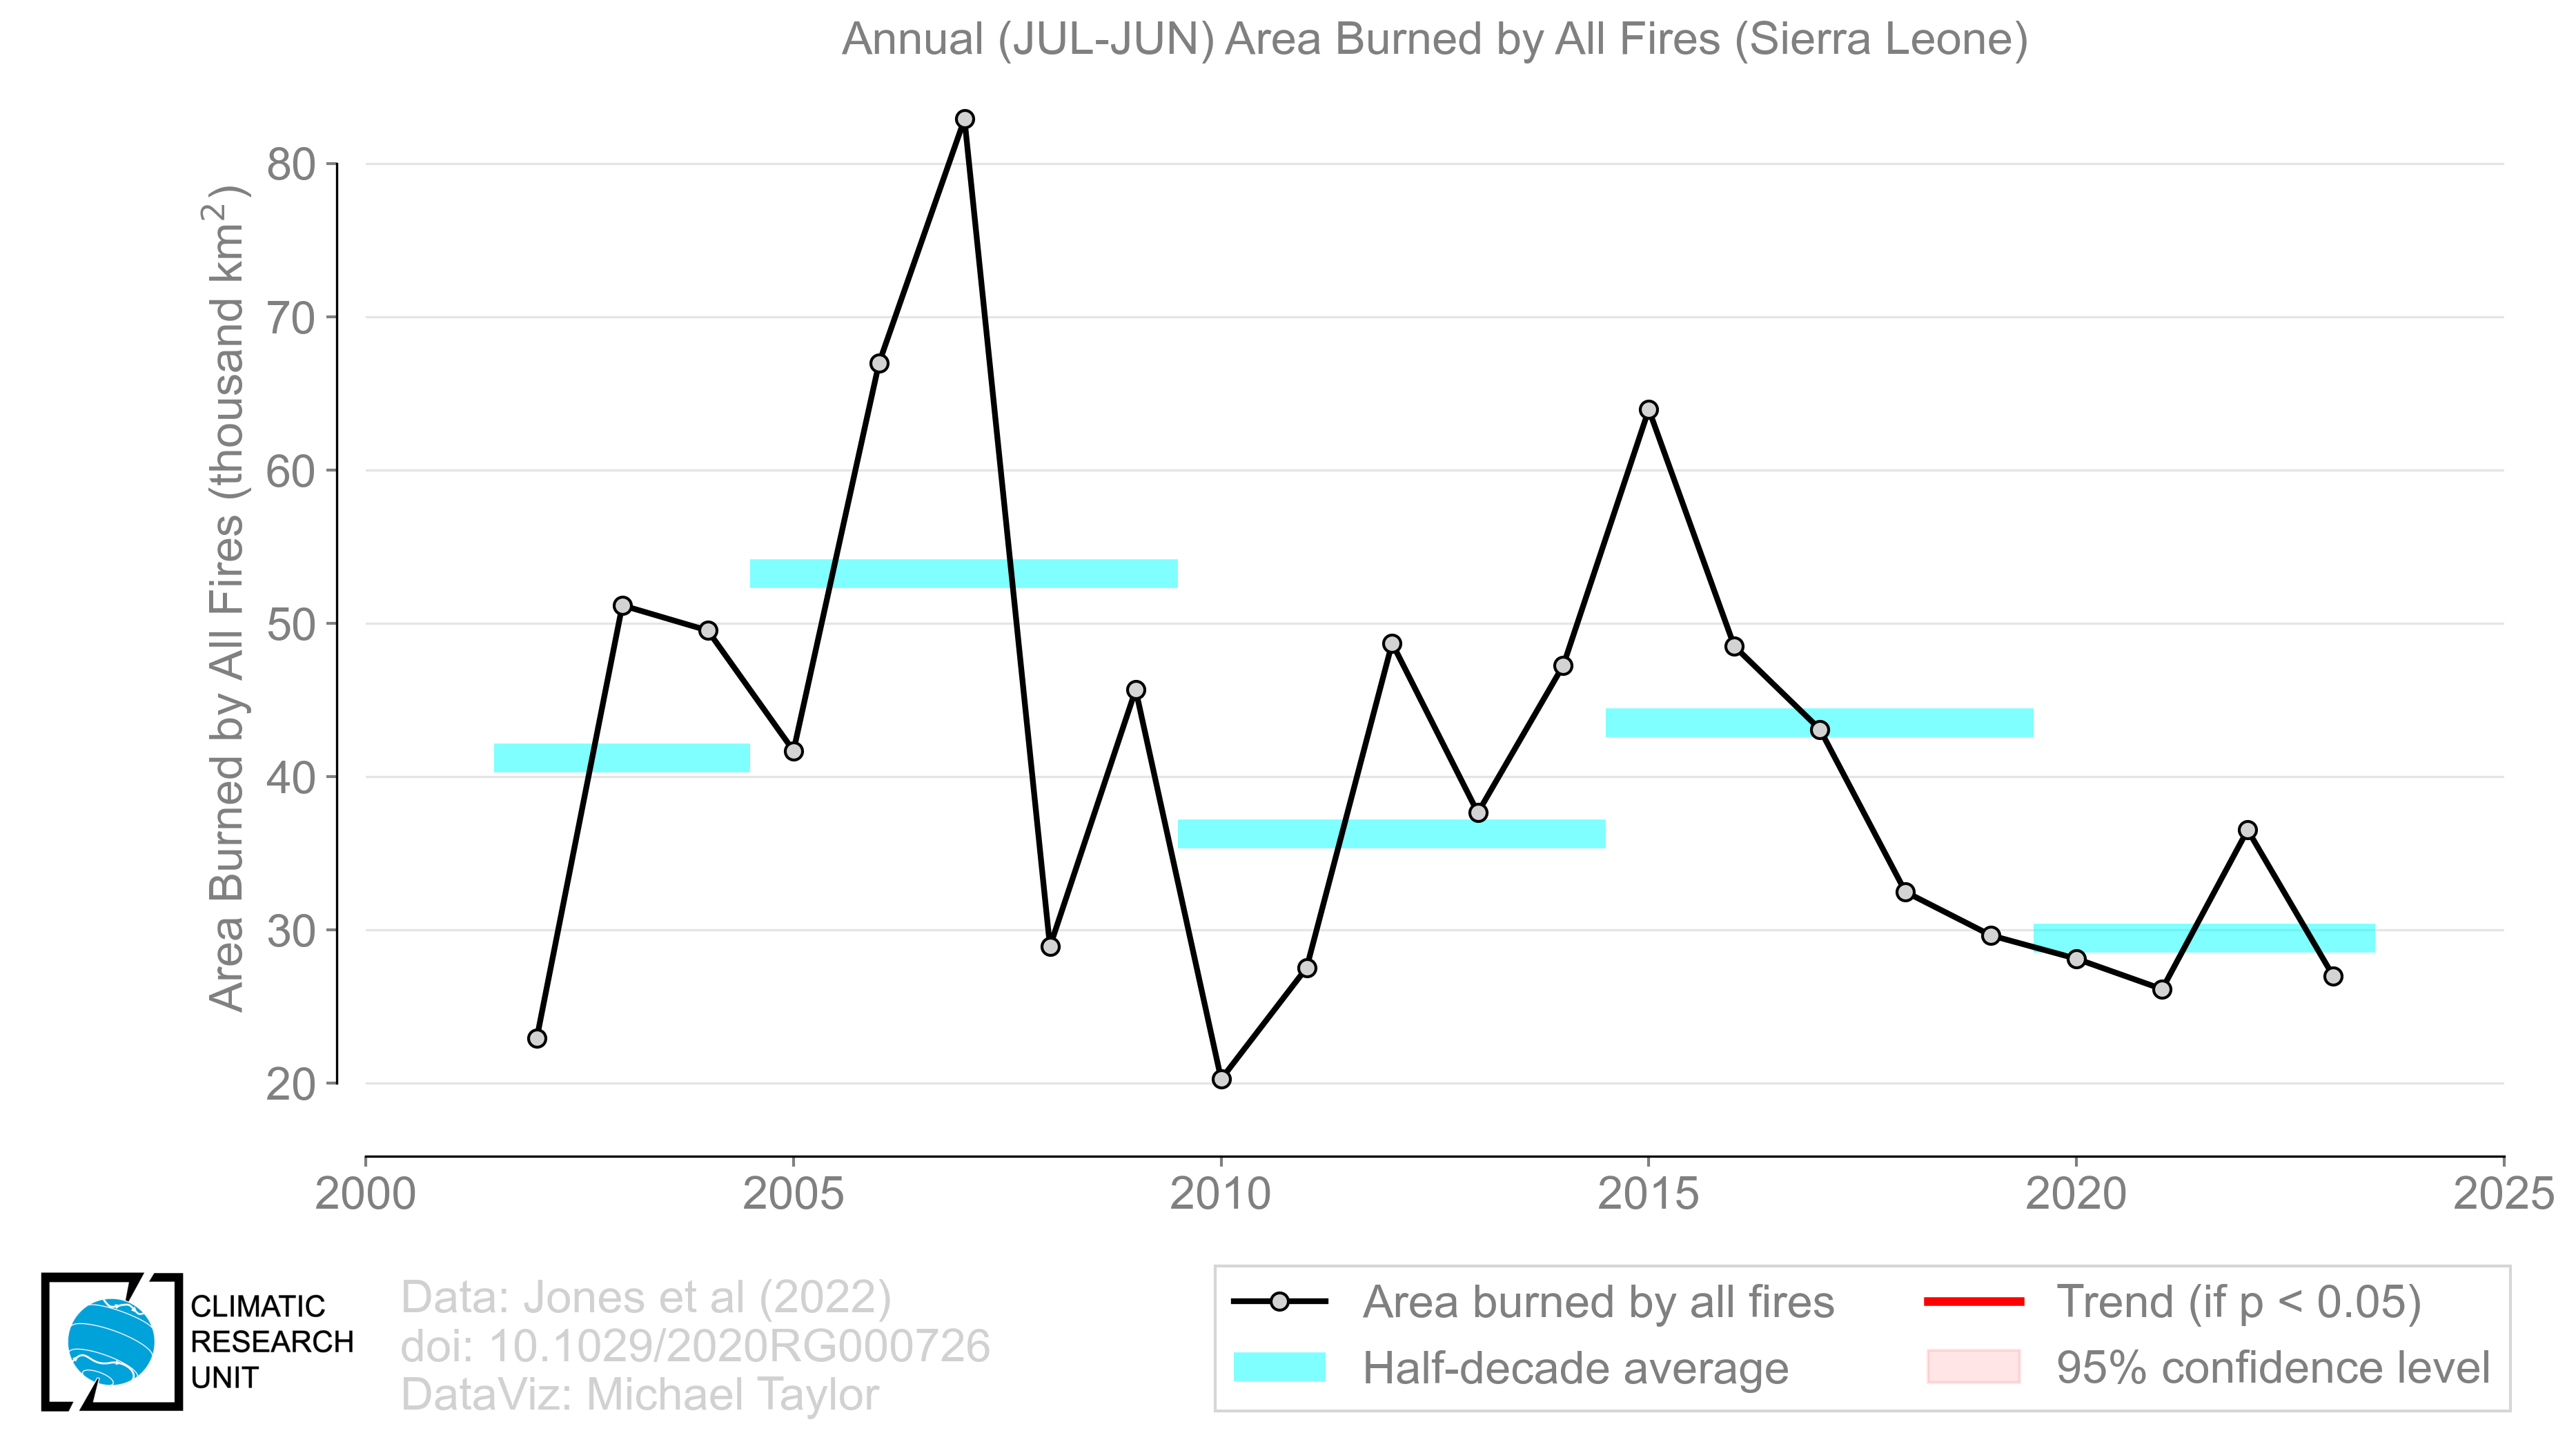 Annual (JUL-JUN) Area Burned by All Fires (Sierra Leone)
Area Burned by All Fires (thousand km²)
80
70
60
50
40
30
20
2000 2005 2010 2015 2020 2025
CLIMATIC
RESEARCH
UNIT
Data: Jones et al (2022)
doi: 10.1029/2020RG000726
DataViz: Michael Taylor
Area burned by all fires
Half-decade average
Trend (if p < 0.05)
95% confidence level